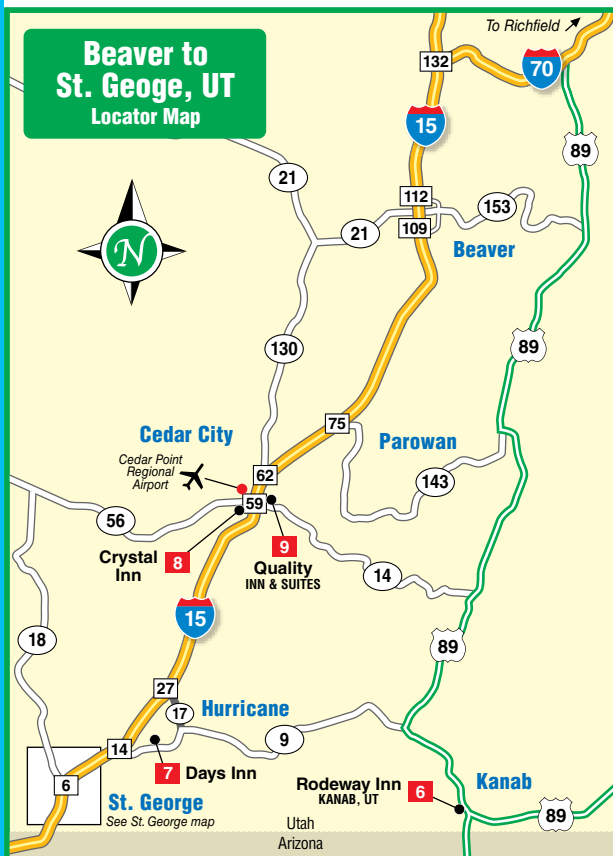 To Richfield
Beaver to
St. Geoge, UT
Locator Map
132
70
15
89
21
112
153
21
109
Beaver
N
89
130
75
Cedar City
Parowan
Cedar Point
Regional
Airport
62
143
59
56
Crystal
Inn
8
9
Quality
INN & SUITES
14
15
18
89
27
17
Hurricane
9
14
7
Days Inn
6
St. George
See St. George map
Rodeway Inn
KANAB, UT
6
Kanab
89
Utah
Arizona